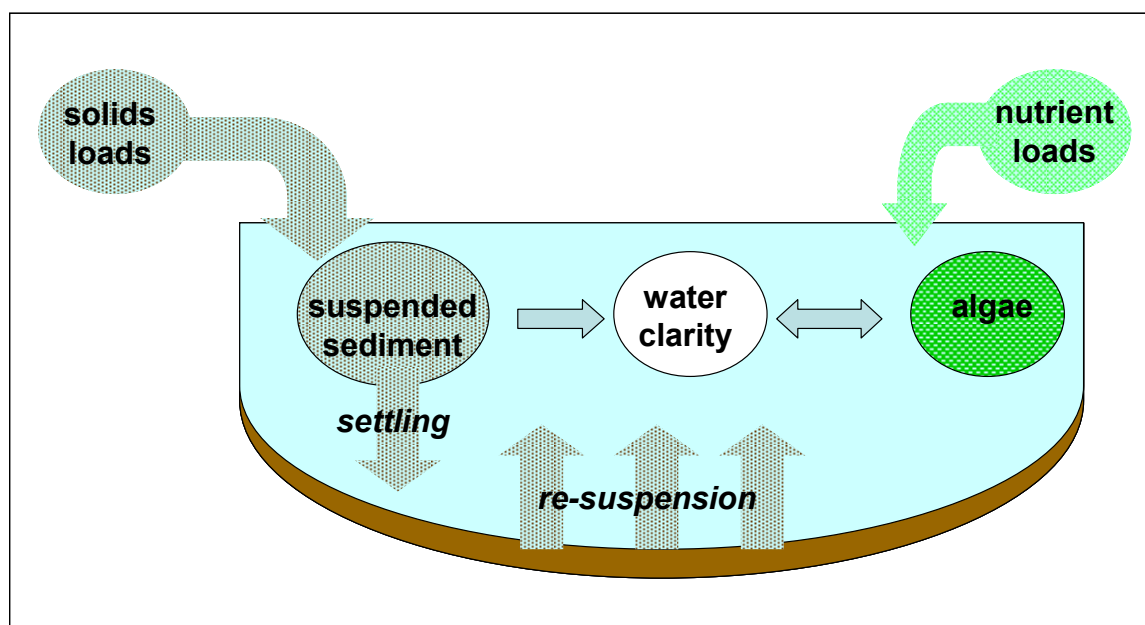 solids
loads
nutrient
loads
suspended
sediment
water
clarity
algae
settling
re-suspension